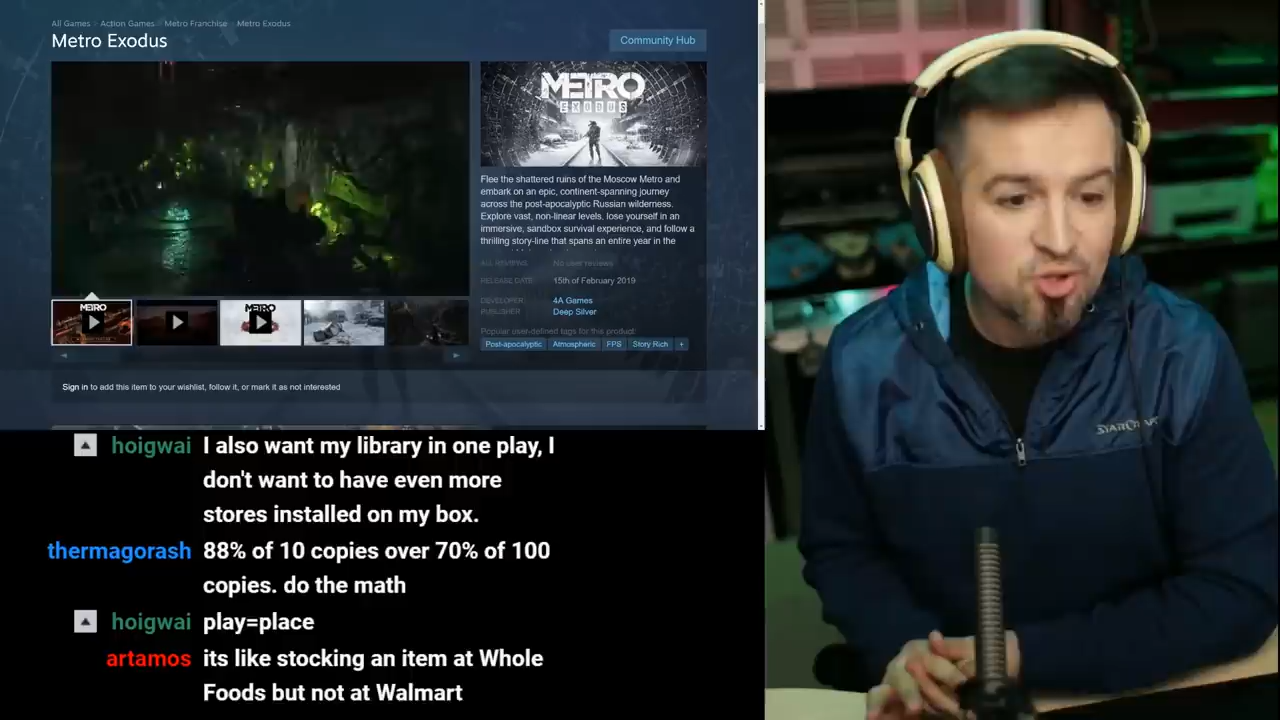 All Games > Action Games > Metro Franchise > Metro Exodus
Metro Exodus
Community Hub
METRO
EXODUS
Flee the shattered ruins of the Moscow Metro and
embark on an epic, continent-spanning journey
across the post-apocalyptic Russian wilderness.
Explore vast, non-linear levels, lose yourself in an
immersive, sandbox survival experience, and follow a
thrilling story-line that spans an entire year in the
ALL REVIEWS: No user reviews
RELEASE DATE: 15th of February 2019
DEVELOPER: 4A Games
PUBLISHER: Deep Silver
Popular user-defined tags for this product:
Post-apocalyptic Atmospheric FPS Story Rich +
METRO
METRO
Sign in to add this item to your wishlist, follow it, or mark it as not interested
hoigwai I also want my library in one play, I
don't want to have even more
stores installed on my box.
thermagorash 88% of 10 copies over 70% of 100
copies. do the math
hoigwai play=place
artamos its like stocking an item at Whole
Foods but not at Walmart
STARCRAFT